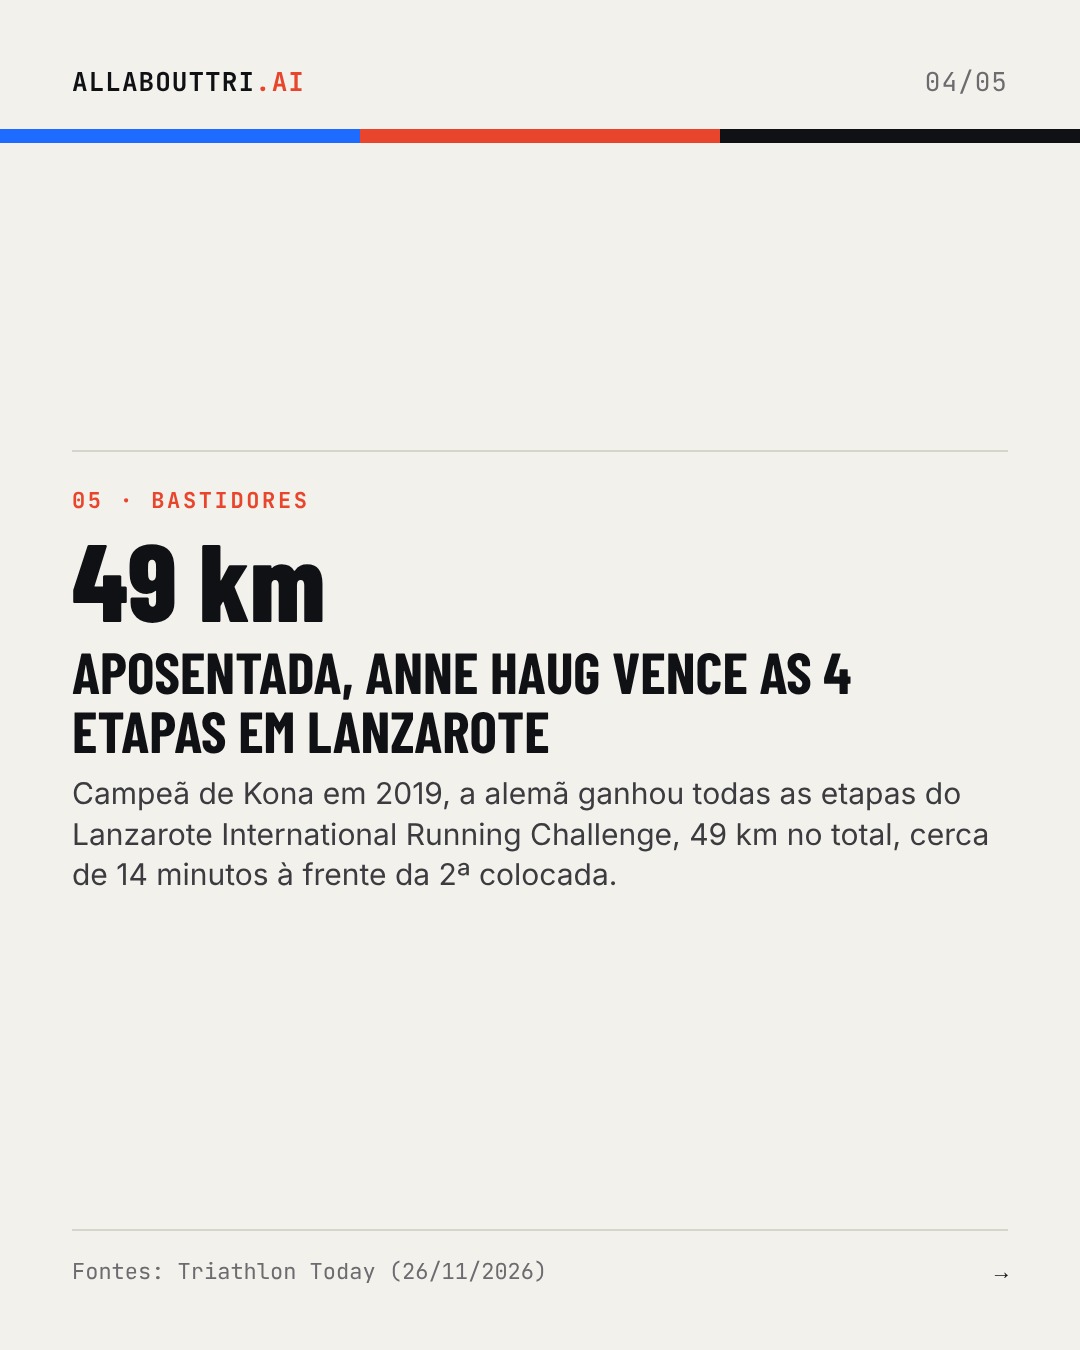 ALLABOUTTRI.AI
04/05
05 · BASTIDORES
49 km
APOSENTADA, ANNE HAUG VENCE AS 4
ETAPAS EM LANZAROTE
Campeã de Kona em 2019, a alemã ganhou todas as etapas do
Lanzarote International Running Challenge, 49 km no total, cerca
de 14 minutos à frente da 2ª colocada.
Fontes: Triathlon Today (26/11/2026)
→